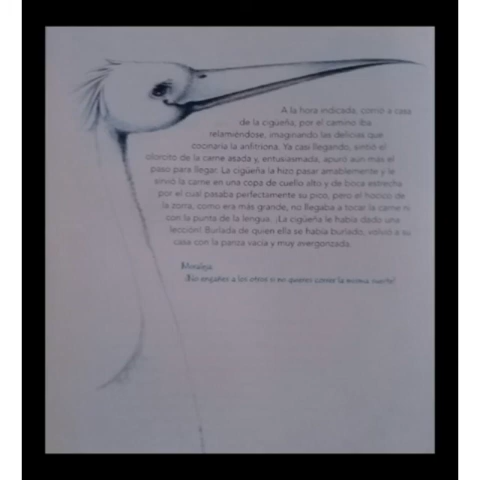 A la hora indicada, corrió a casa
de la cigüeña; por el camino iba
relamiéndose, imaginando las delicias que
cocinaría la anfitriona. Ya casi llegando, sintió el
olorcito de la carne asada y, entusiasmada, apuró aún más el
paso para llegar. La cigüeña la hizo pasar amablemente y le
sirvió la carne en una copa de cuello alto y de boca estrecha
por el cual pasaba perfectamente su pico, pero el hocico de
la zorra, como era más grande, no llegaba a tocar la carne ni
con la punta de la lengua. ¡La cigüeña le había dado una
lección! Burlada de quien ella se había burlado, volvió a su
casa con la panza vacía y muy avergonzada.
Moraleja
¡No engañes a los otros si no quieres correr la misma suerte!